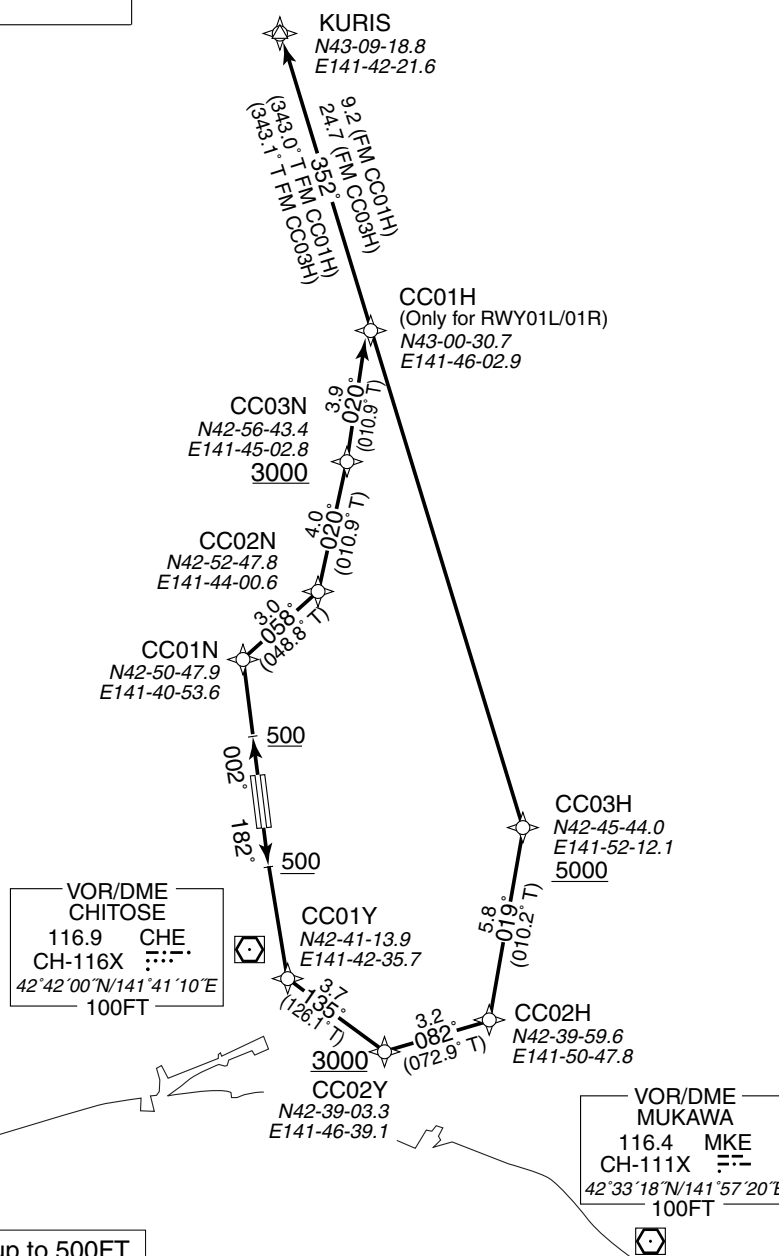 KURIS
N43-09-18.8
E141-42-21.6
9.2 (FM CC01H)
24.7 (FM CC03H)
352°
(343.0° T FM CC01H)
(343.1° T FM CC03H)
CC01H
(Only for RWY01L/01R)
N43-00-30.7
E141-46-02.9
3.9
020°
(010.9° T)
CC03N
N42-56-43.4
E141-45-02.8
3000
4.0
020°
(010.9° T)
CC02N
N42-52-47.8
E141-44-00.6
3.0
058°
(048.8° T)
CC01N
N42-50-47.9
E141-40-53.6
500
002°
182°
500
CC03H
N42-45-44.0
E141-52-12.1
5000
5.8
019°
(010.2° T)
VOR/DME
CHITOSE
116.9 CHE
CH-116X
42°42′00″N/141°41′10″E
100FT
CC01Y
N42-41-13.9
E141-42-35.7
3.7
135°
(126.1° T)
3.2
082°
(072.9° T)
CC02H
N42-39-59.6
E141-50-47.8
3000
CC02Y
N42-39-03.3
E141-46-39.1
VOR/DME
MUKAWA
116.4 MKE
CH-111X
42°33′18″N/141°57′20″E
100FT
up to 500FT